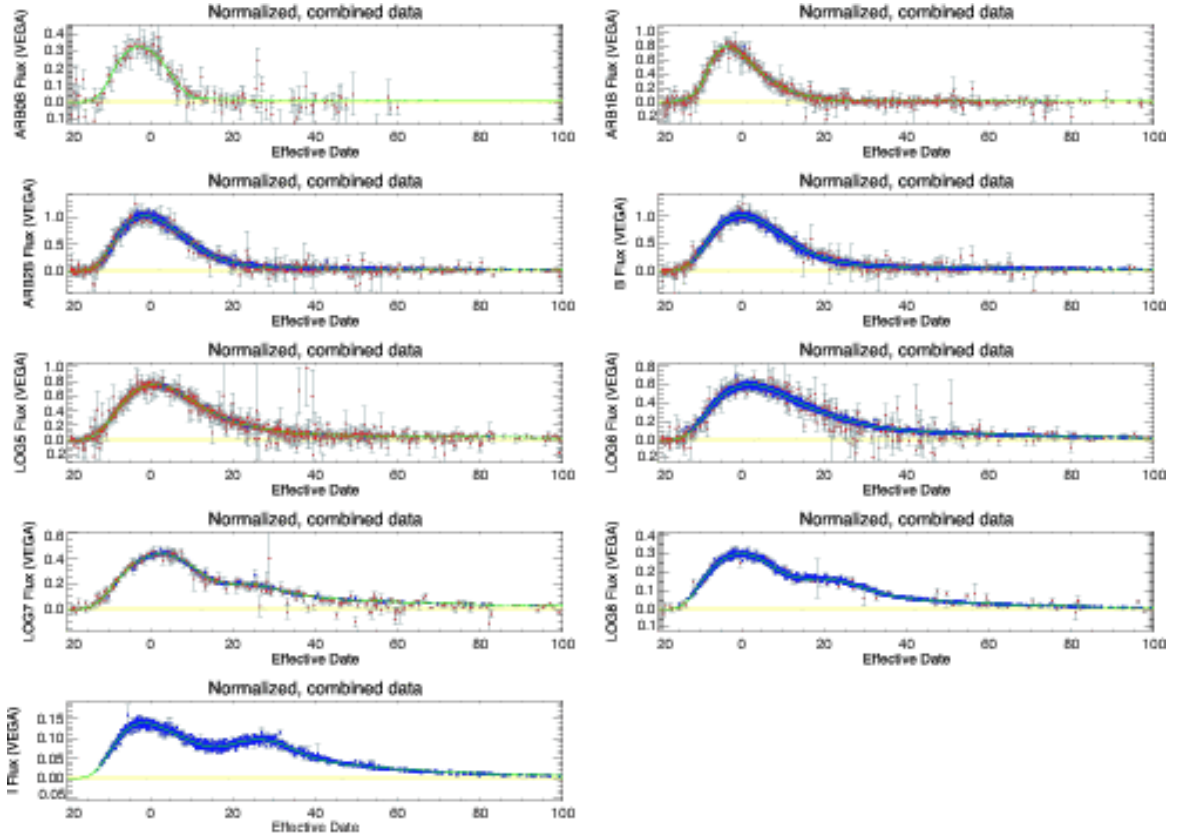 Normalized, combined data
ARB0B Flux (VEGA)
0.4
0.3
0.2
0.1
0.0
0.1
20 0 20 40 60 80 100
Effective Date
Normalized, combined data
ARB1B Flux (VEGA)
1.0
0.8
0.6
0.4
0.2
0.0
0.2
20 0 20 40 60 80 100
Effective Date
Normalized, combined data
ARB2B Flux (VEGA)
1.0
0.5
0.0
20 0 20 40 60 80 100
Effective Date
Normalized, combined data
B Flux (VEGA)
1.0
0.5
0.0
20 0 20 40 60 80 100
Effective Date
Normalized, combined data
LOG5 Flux (VEGA)
1.0
0.8
0.6
0.4
0.2
0.0
0.2
20 0 20 40 60 80 100
Effective Date
Normalized, combined data
LOG6 Flux (VEGA)
0.8
0.6
0.4
0.2
0.0
0.2
20 0 20 40 60 80 100
Effective Date
Normalized, combined data
LOG7 Flux (VEGA)
0.6
0.4
0.2
0.0
20 0 20 40 60 80 100
Effective Date
Normalized, combined data
LOG8 Flux (VEGA)
0.4
0.3
0.2
0.1
0.0
0.1
20 0 20 40 60 80 100
Effective Date
Normalized, combined data
I Flux (VEGA)
0.15
0.10
0.05
0.00
0.05
20 0 20 40 60 80 100
Effective Date